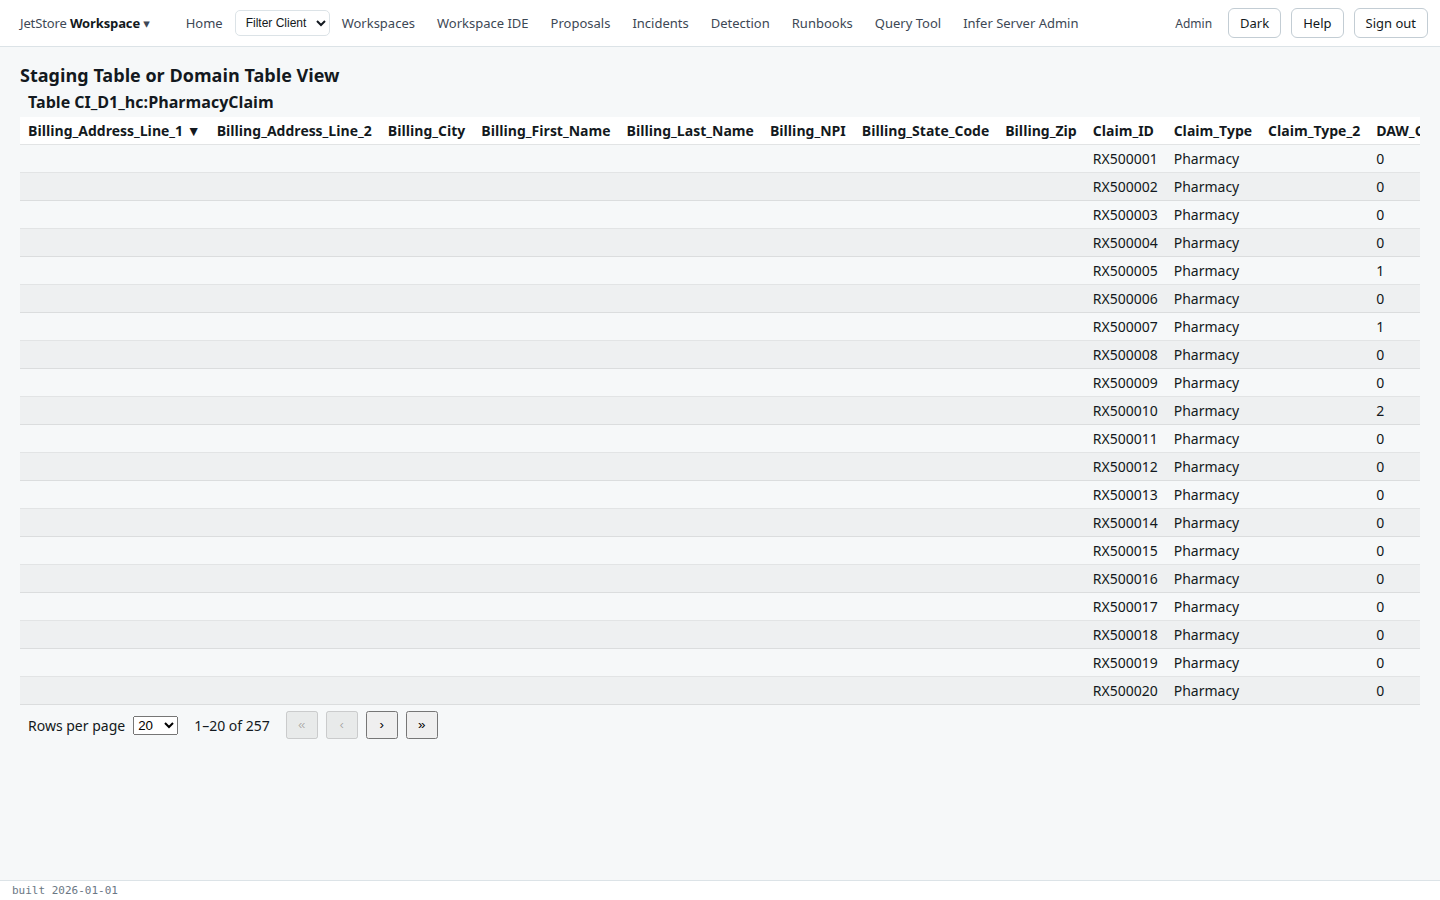 JetStore Workspace ▾ Home Filter Client Workspaces Workspace IDE Proposals Incidents Detection Runbooks Query Tool Infer Server Admin Admin Dark Help Sign out
Staging Table or Domain Table View
Table CI_D1_hc:PharmacyClaim
Billing_Address_Line_1 ▼ Billing_Address_Line_2 Billing_City Billing_First_Name Billing_Last_Name Billing_NPI Billing_State_Code Billing_Zip Claim_ID Claim_Type Claim_Type_2
RX500001 Pharmacy 0
RX500002 Pharmacy 0
RX500003 Pharmacy 0
RX500004 Pharmacy 0
RX500005 Pharmacy 1
RX500006 Pharmacy 0
RX500007 Pharmacy 1
RX500008 Pharmacy 0
RX500009 Pharmacy 0
RX500010 Pharmacy 2
RX500011 Pharmacy 0
RX500012 Pharmacy 0
RX500013 Pharmacy 0
RX500014 Pharmacy 0
RX500015 Pharmacy 0
RX500016 Pharmacy 0
RX500017 Pharmacy 0
RX500018 Pharmacy 0
RX500019 Pharmacy 0
RX500020 Pharmacy 0
Rows per page 20 1–20 of 257 « ‹ › »
built 2026-01-01